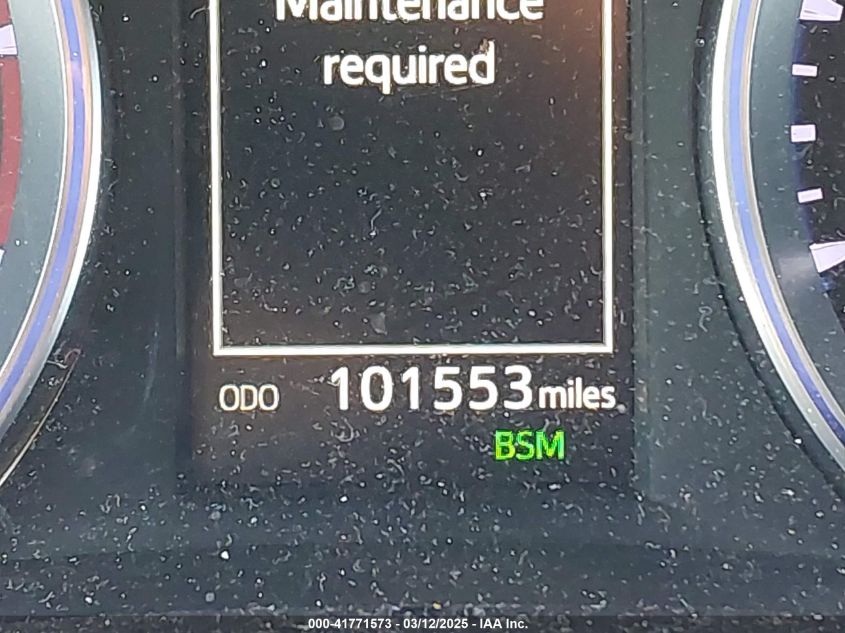 Maintenance
required
ODO 101553 miles
BSM
000-41771573 - 03/12/2025 - IAA Inc.